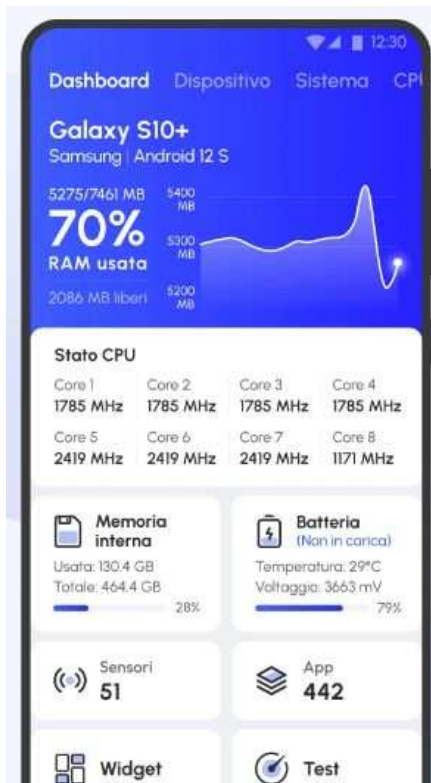 12:30
Dashboard Dispositivo Sistema CPU
Galaxy S10+
Samsung | Android 12 S
5275/7461 MB
70%
RAM usata
2086 MB liberi
5400 MB
5300 MB
5200 MB
Stato CPU
Core 1 Core 2 Core 3 Core 4
1785 MHz 1785 MHz 1785 MHz 1785 MHz
Core 5 Core 6 Core 7 Core 8
2419 MHz 2419 MHz 2419 MHz 1171 MHz
Memoria
interna
Usata: 130.4 GB
Totale: 464.4 GB
28%
Batteria
(Non in carica)
Temperatura: 29°C
Voltaggio: 3663 mV
79%
Sensori
51
App
442
Widget
Test